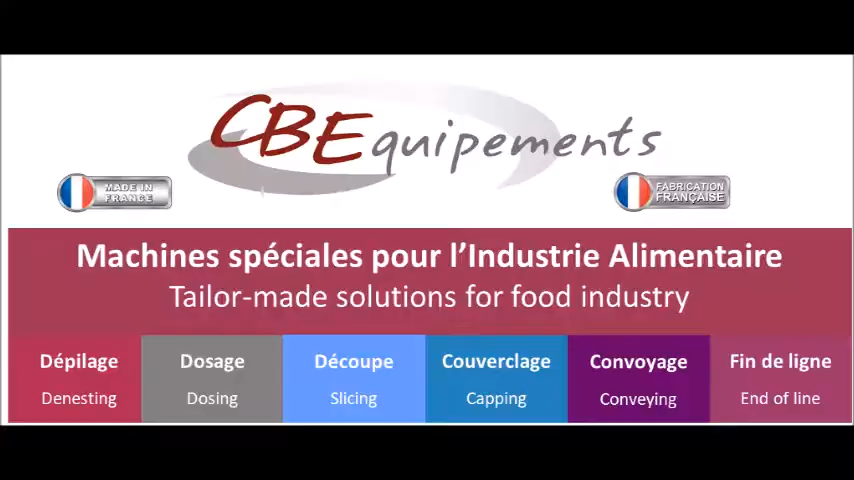 CBEquipements
MADE IN
FRANCE
FABRICATION
FRANÇAISE
Machines spéciales pour l’Industrie Alimentaire
Tailor-made solutions for food industry
Dépilage
Denesting
Dosage
Dosing
Découpe
Slicing
Couverclage
Capping
Convoyage
Conveying
Fin de ligne
End of line